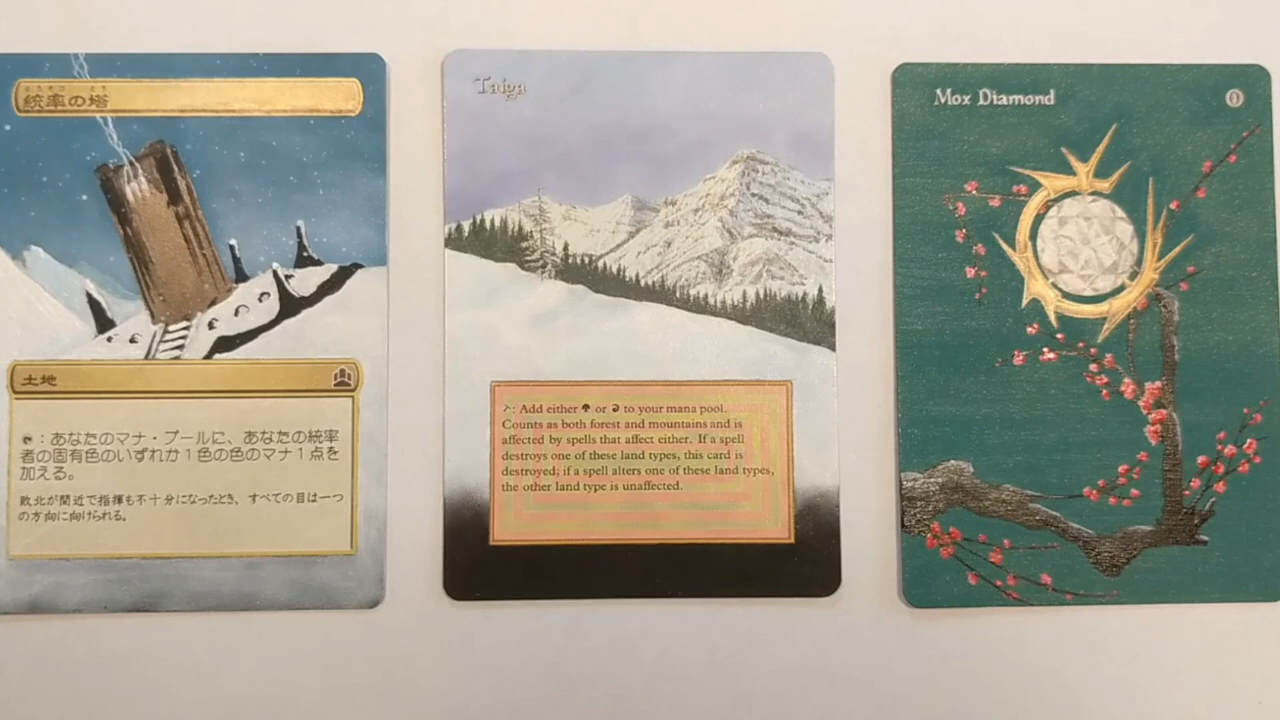 とうそつ とう
統率の塔
土地
：あなたのマナ・プールに、あなたの統率
者の固有色のいずれか1色の色のマナ1点を
加える。
敗北が間近で指揮も不十分になったとき、すべての目は一つ
の方向に向けられる。
Taiga
: Add either or to your mana pool.
Counts as both forest and mountains and is
affected by spells that affect either. If a spell
destroys one of these land types, this card is
destroyed; if a spell alters one of these land types,
the other land type is unaffected.
Mox Diamond
0